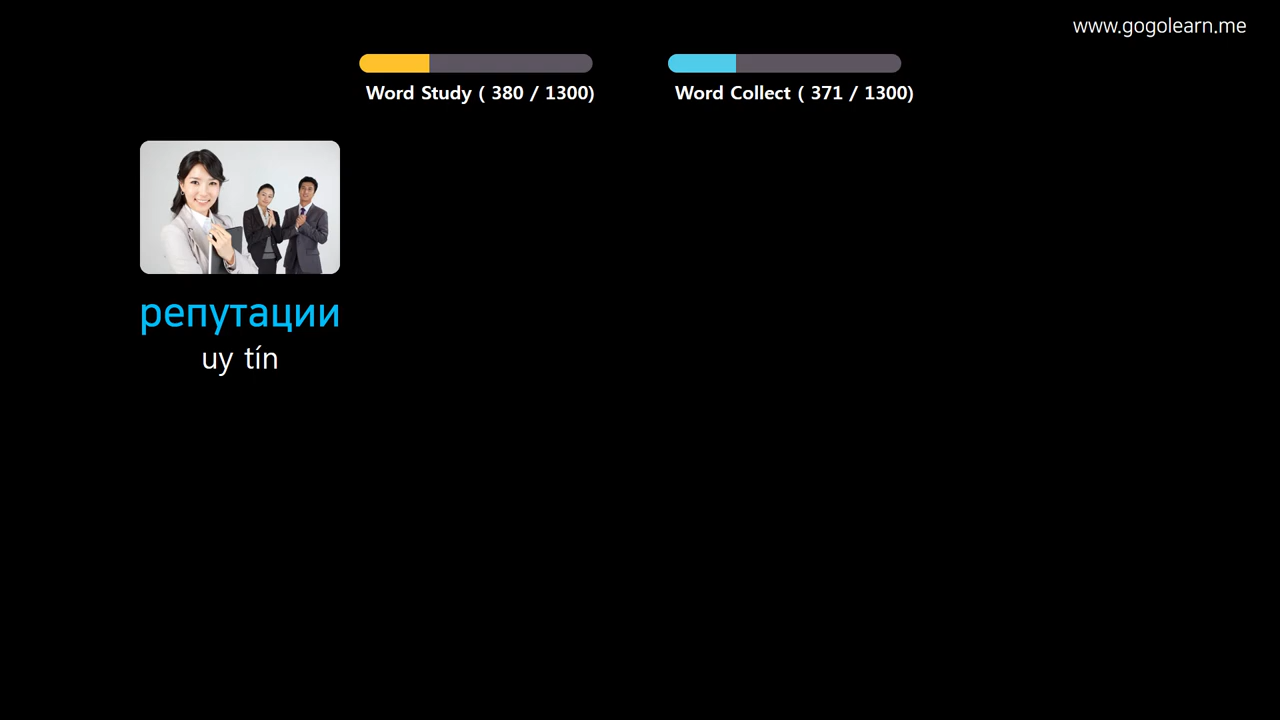 www.gogolearn.me
Word Study ( 380 / 1300)
Word Collect ( 371 / 1300)
репутации
uy tín